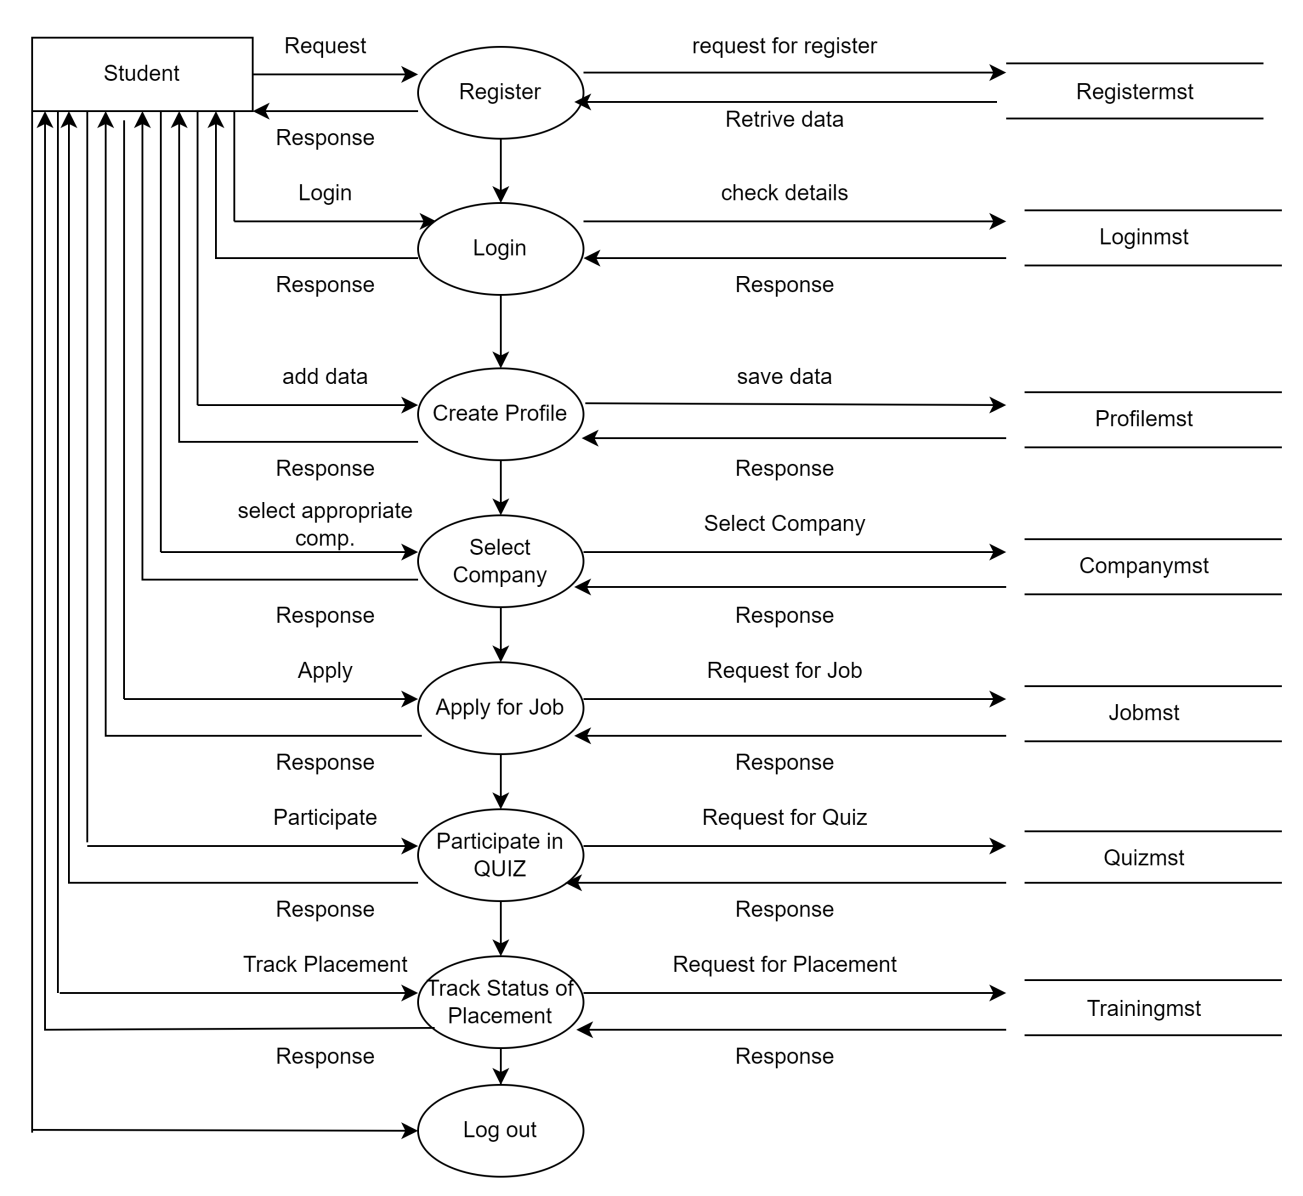 Request
request for register
Student
Register
Registermst
Retrive data
Response
Login
check details
Login
Loginmst
Response
Response
add data
save data
Create Profile
Profilemst
Response
Response
select appropriate
comp.
Select Company
Select
Company
Companymst
Response
Response
Apply
Request for Job
Apply for Job
Jobmst
Response
Response
Participate
Request for Quiz
Participate in
QUIZ
Quizmst
Response
Response
Track Placement
Request for Placement
Track Status of
Placement
Trainingmst
Response
Response
Log out